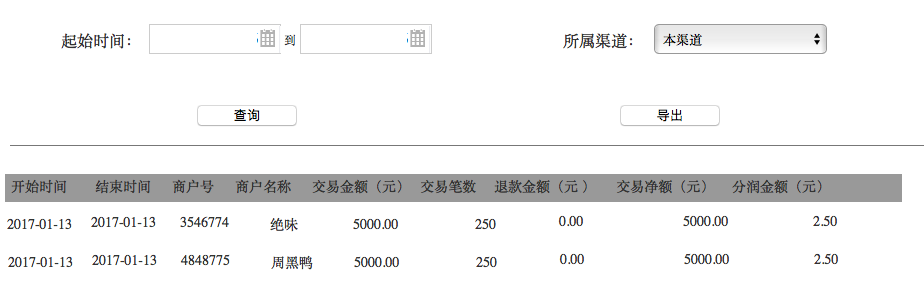 起始时间： 到 所属渠道： 本渠道
查询 导出
开始时间 结束时间 商户号 商户名称 交易金额（元） 交易笔数 退款金额（元 ） 交易净额（元） 分润金额（元）
2017-01-13 2017-01-13 3546774 绝味 5000.00 250 0.00 5000.00 2.50
2017-01-13 2017-01-13 4848775 周黑鸭 5000.00 250 0.00 5000.00 2.50